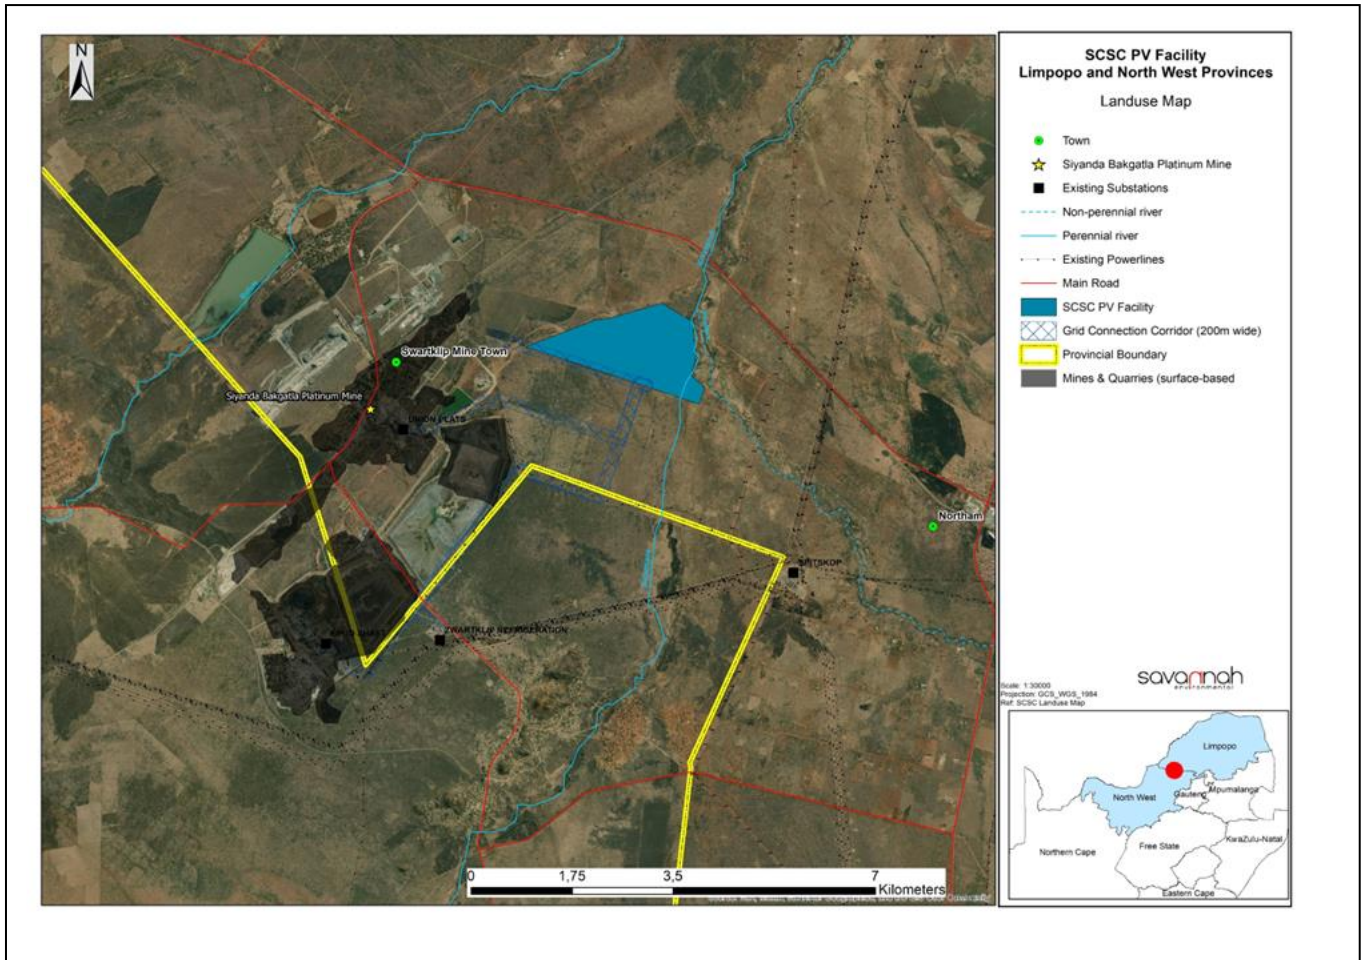 N
Swartklip Mine Town
Siyanda Bakgatla Platinum Mine
UNION PLATS
Northam
SPITSKOP
ZWARTKLIP REFRIGERATION
0 1,75 3,5 7
Kilometers
SCSC PV Facility
Limpopo and North West Provinces
Landuse Map
Town
Siyanda Bakgatla Platinum Mine
Existing Substations
Non-perennial river
Perennial river
Existing Powerlines
Main Road
SCSC PV Facility
Grid Connection Corridor (200m wide)
Provincial Boundary
Mines & Quarries (surface-based
savannah
environmental
Scale: 1:30000
Projection: GCS_WGS_1984
Ref: SCSC Landuse Map
Limpopo
North West
Gauteng
Mpumalanga
KwaZulu-Natal
Free State
Northern Cape
Eastern Cape